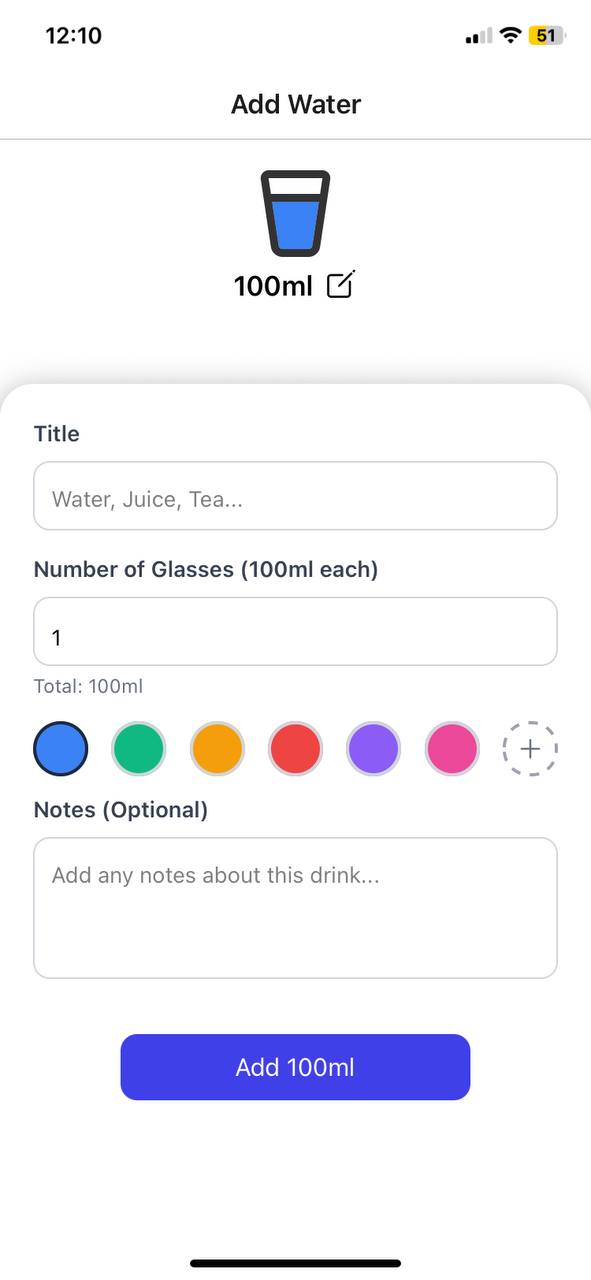 12:10
51
Add Water
100ml
Title
Water, Juice, Tea...
Number of Glasses (100ml each)
1
Total: 100ml
+
Notes (Optional)
Add any notes about this drink...
Add 100ml